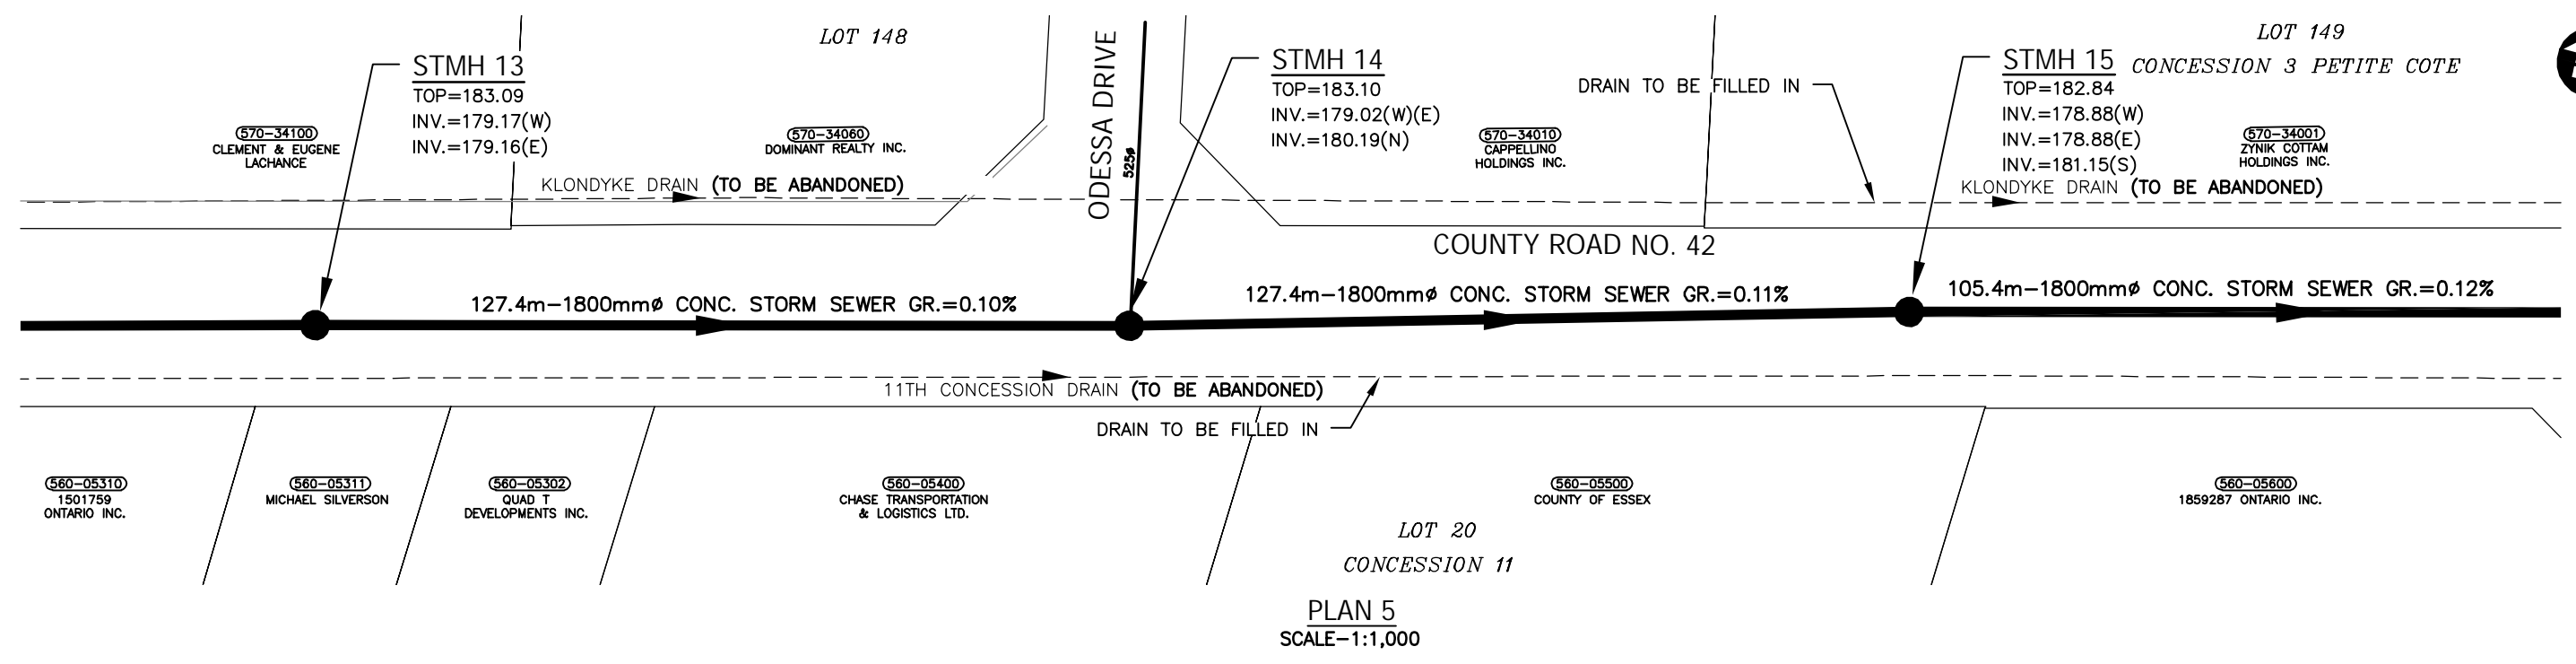 LOT 148
LOT 149
CONCESSION 3 PETITE COTE
STMH 13
TOP=183.09
INV.=179.17(W)
INV.=179.16(E)
570-34100
CLEMENT & EUGENE
LACHANCE
570-34060
DOMINANT REALTY INC.
ODESSA DRIVE
525ø
STMH 14
TOP=183.10
INV.=179.02(W)(E)
INV.=180.19(N)
570-34010
CAPPELLINO
HOLDINGS INC.
DRAIN TO BE FILLED IN
STMH 15
TOP=182.84
INV.=178.88(W)
INV.=178.88(E)
INV.=181.15(S)
570-34001
ZYNIK COTTAM
HOLDINGS INC.
KLONDYKE DRAIN (TO BE ABANDONED)
KLONDYKE DRAIN (TO BE ABANDONED)
COUNTY ROAD NO. 42
127.4m-1800mmø CONC. STORM SEWER GR.=0.10%
127.4m-1800mmø CONC. STORM SEWER GR.=0.11%
105.4m-1800mmø CONC. STORM SEWER GR.=0.12%
11TH CONCESSION DRAIN (TO BE ABANDONED)
DRAIN TO BE FILLED IN
560-05310
1501759
ONTARIO INC.
560-05311
MICHAEL SILVERSON
560-05302
QUAD T
DEVELOPMENTS INC.
560-05400
CHASE TRANSPORTATION
& LOGISTICS LTD.
560-05500
COUNTY OF ESSEX
560-05600
1859287 ONTARIO INC.
LOT 20
CONCESSION 11
PLAN 5
SCALE-1:1,000